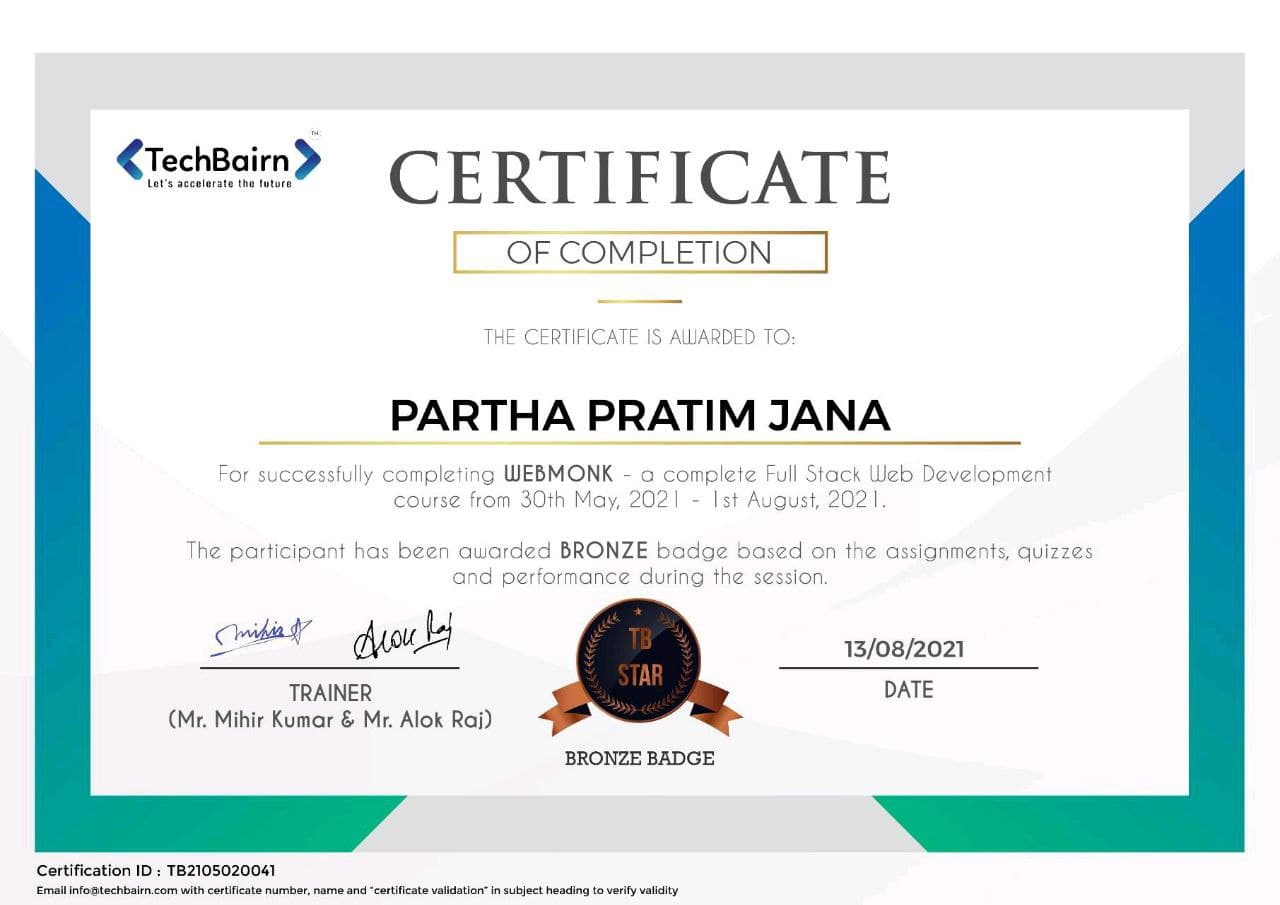 TechBairn
TM
Let's accelerate the future
CERTIFICATE
OF COMPLETION
THE CERTIFICATE IS AWARDED TO:
PARTHA PRATIM JANA
For successfully completing WEBMONK - a complete Full Stack Web Development
course from 30th May, 2021 - 1st August, 2021.
The participant has been awarded BRONZE badge based on the assignments, quizzes
and performance during the session.
Mihir
Alok Raj
TRAINER
(Mr. Mihir Kumar & Mr. Alok Raj)
TB
STAR
BRONZE BADGE
13/08/2021
DATE
Certification ID : TB2105020041
Email info@techbairn.com with certificate number, name and "certificate validation" in subject heading to verify validity